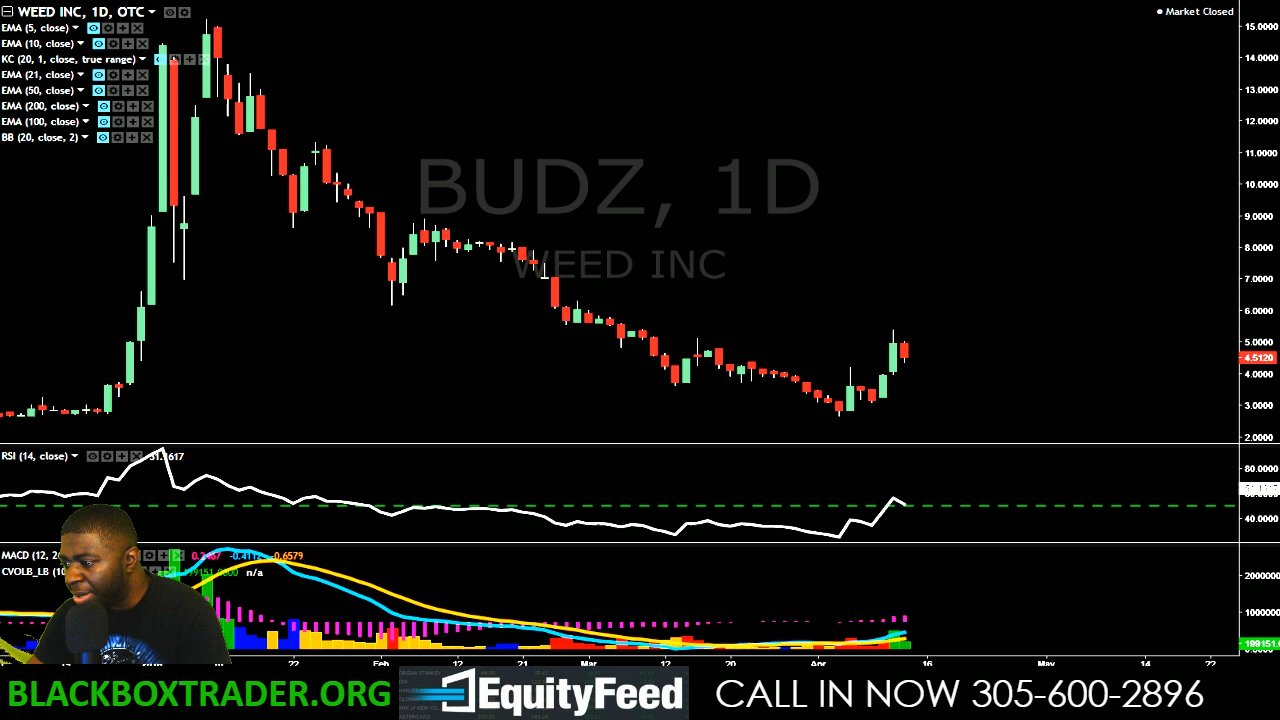 WEED INC, 1D, OTC
Market Closed
EMA (5, close)
EMA (10, close)
KC (20, 1, close, true range)
EMA (21, close)
EMA (50, close)
EMA (200, close)
EMA (100, close)
BB (20, close, 2)
BUDZ, 1D
WEED INC
15.0000
14.0000
13.0000
12.0000
11.0000
10.0000
9.0000
8.0000
7.0000
6.0000
5.0000
4.5120
4.0000
3.0000
2.0000
RSI (14, close)
80.0000
40.0000
MACD (12, 2
-0.6579
CVOLB_LB (10
n/a
2000000
1000000
199151.
22 Feb 12 21 Mar 12 20 Apr 16 May 14 22
BLACKBOXTRADER.ORG
EquityFeed
CALL IN NOW 305-600-2896